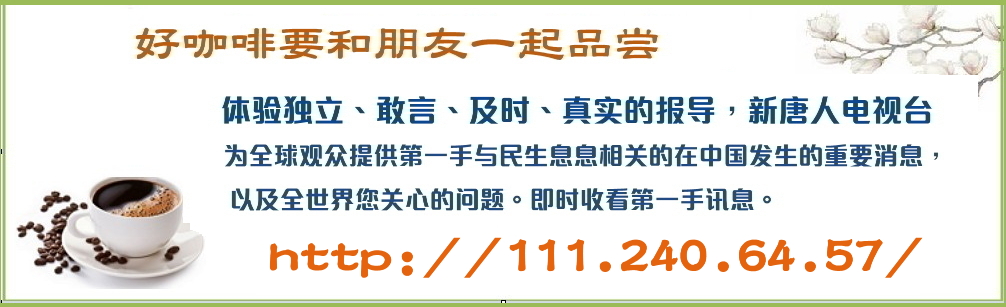 好咖啡要和朋友一起品尝
体验独立、敢言、及时、真实的报导，新唐人电视台
为全球观众提供第一手与民生息息相关的在中国发生的重要消息，
以及全世界您关心的问题。即时收看第一手讯息。
http://111.240.64.57/